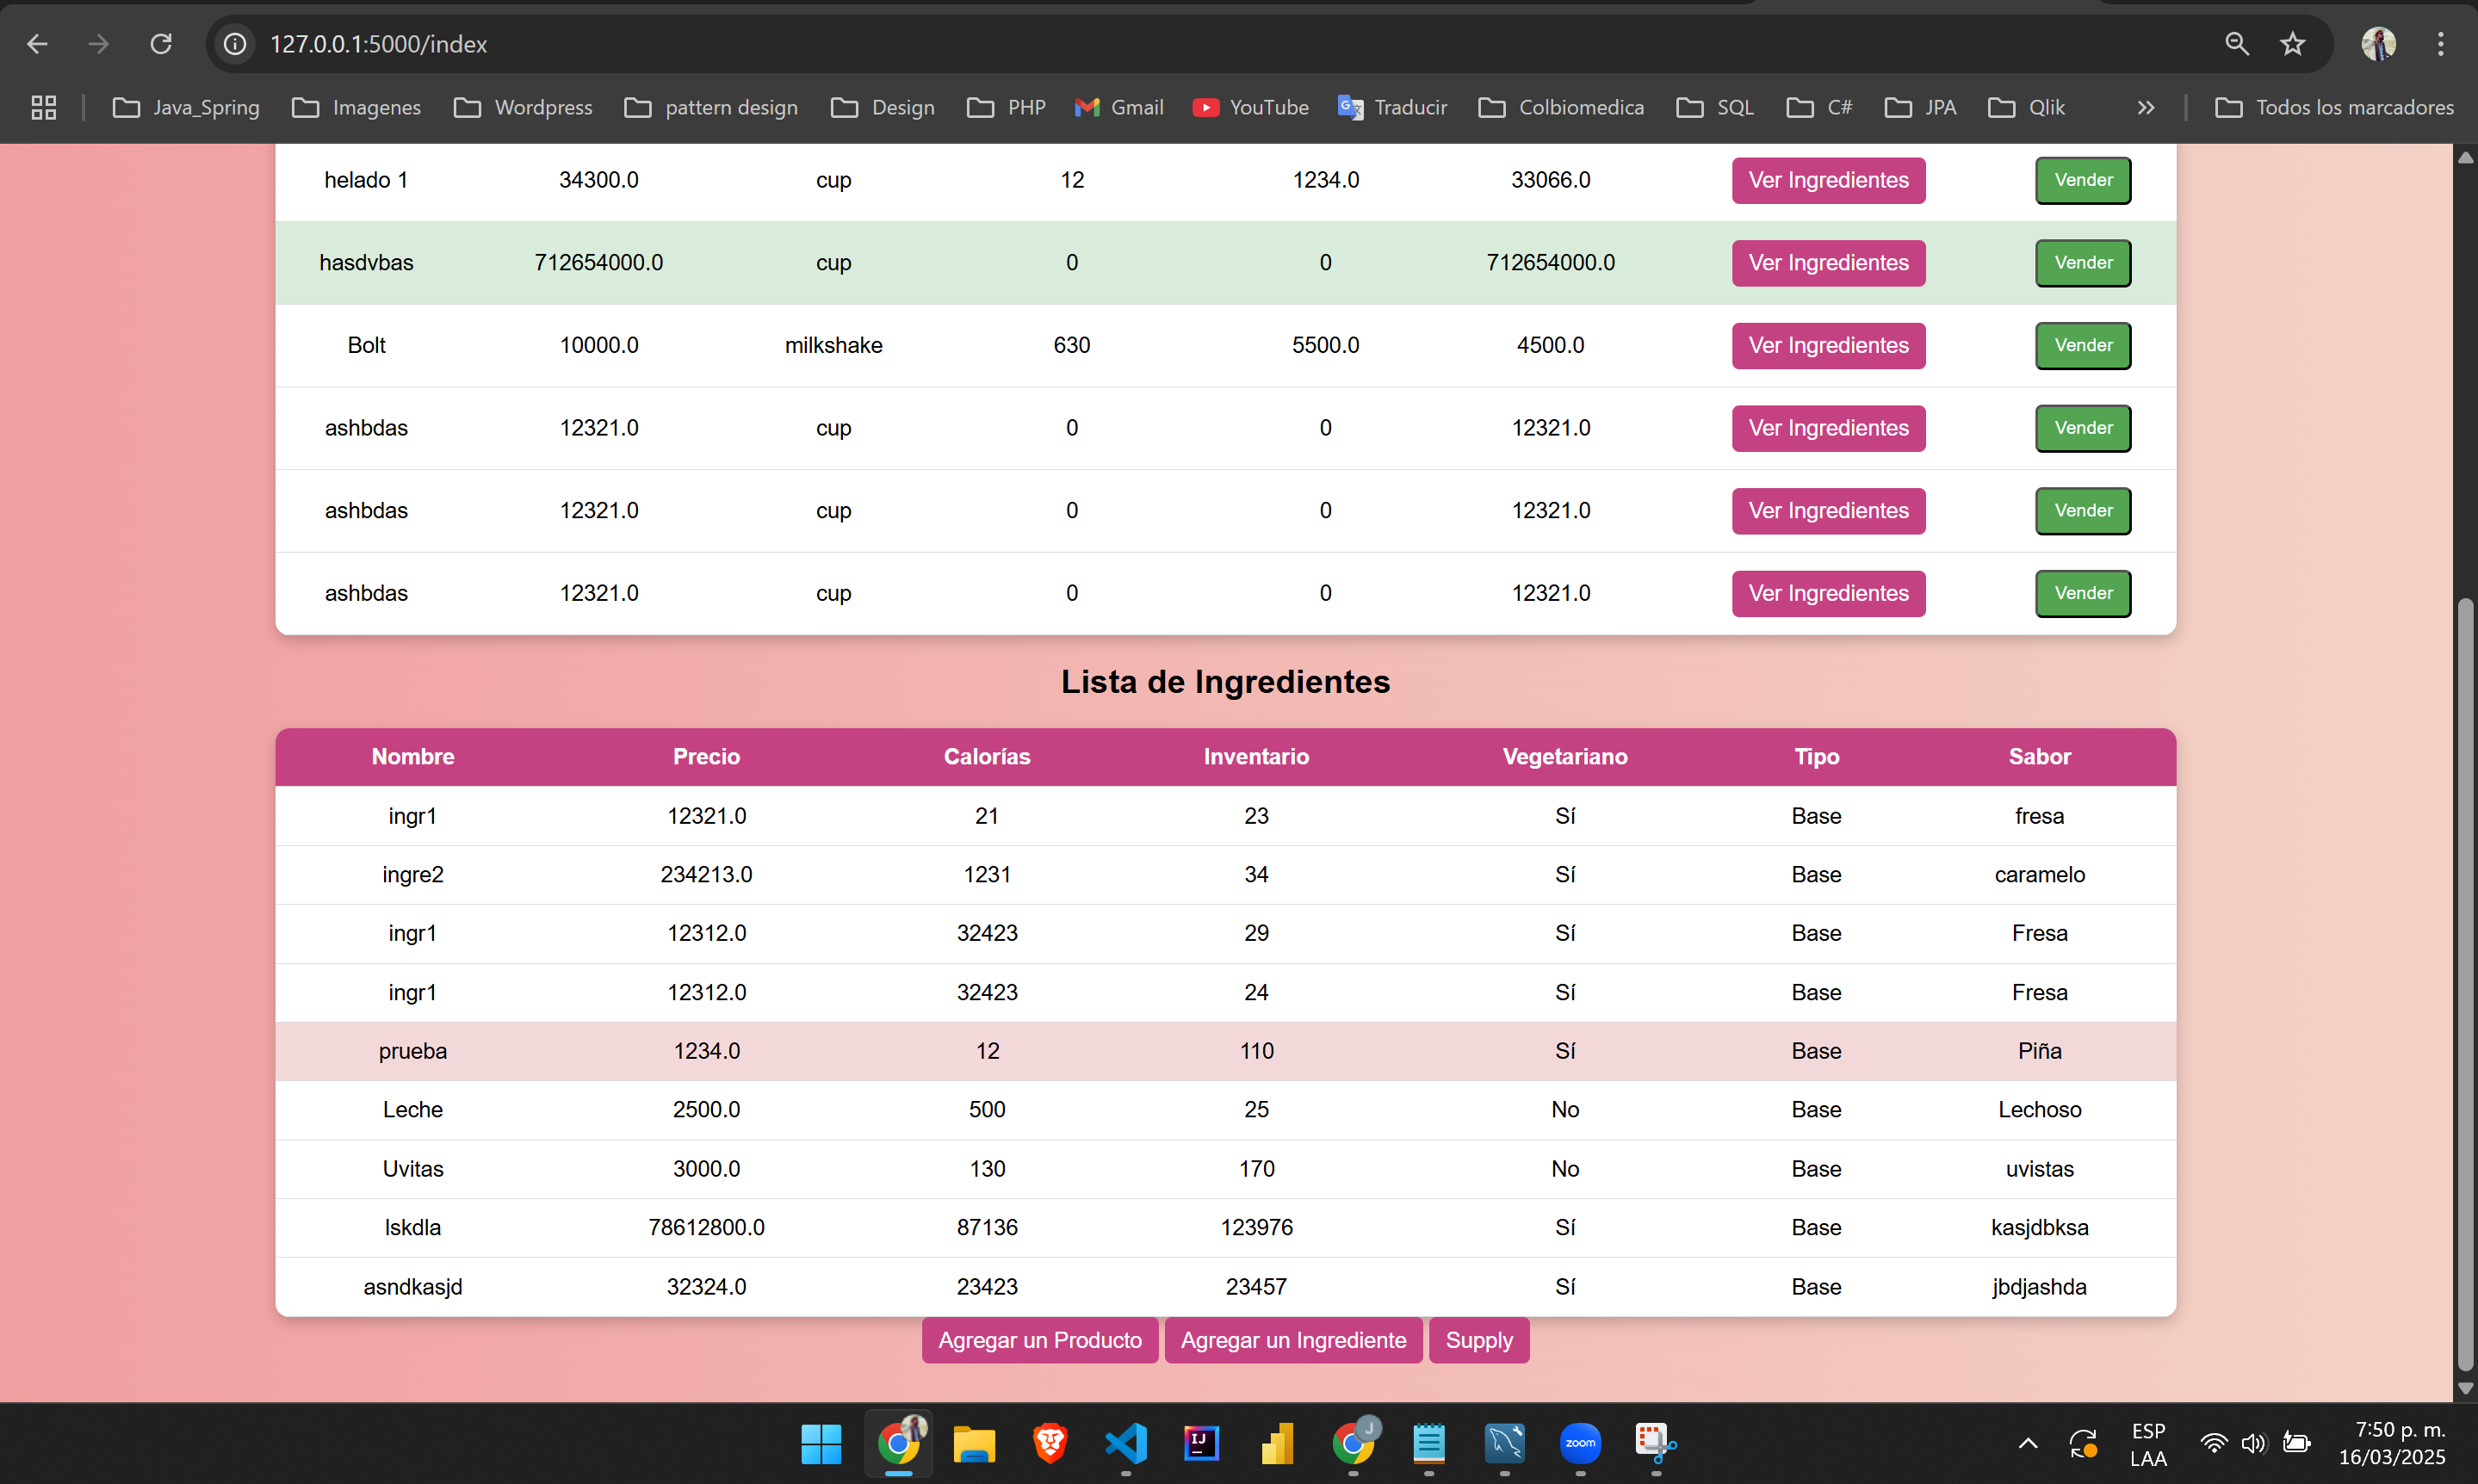 127.0.0.1:5000/index
Java_Spring Imagenes Wordpress pattern design Design PHP Gmail YouTube Traducir Colbiomedica SQL C# JPA Qlik Todos los marcadores
helado 1 34300.0 cup 12 1234.0 33066.0 Ver Ingredientes Vender
hasdvbas 712654000.0 cup 0 0 712654000.0 Ver Ingredientes Vender
Bolt 10000.0 milkshake 630 5500.0 4500.0 Ver Ingredientes Vender
ashbdas 12321.0 cup 0 0 12321.0 Ver Ingredientes Vender
ashbdas 12321.0 cup 0 0 12321.0 Ver Ingredientes Vender
ashbdas 12321.0 cup 0 0 12321.0 Ver Ingredientes Vender
Lista de Ingredientes
Nombre Precio Calorías Inventario Vegetariano Tipo Sabor
ingr1 12321.0 21 23 Sí Base fresa
ingre2 234213.0 1231 34 Sí Base caramelo
ingr1 12312.0 32423 29 Sí Base Fresa
ingr1 12312.0 32423 24 Sí Base Fresa
prueba 1234.0 12 110 Sí Base Piña
Leche 2500.0 500 25 No Base Lechoso
Uvitas 3000.0 130 170 No Base uvistas
lskdla 78612800.0 87136 123976 Sí Base kasjdbksa
asndkasjd 32324.0 23423 23457 Sí Base jbdjashda
Agregar un Producto Agregar un Ingrediente Supply
IJ J zoom
ESP 7:50 p. m.
LAA 16/03/2025